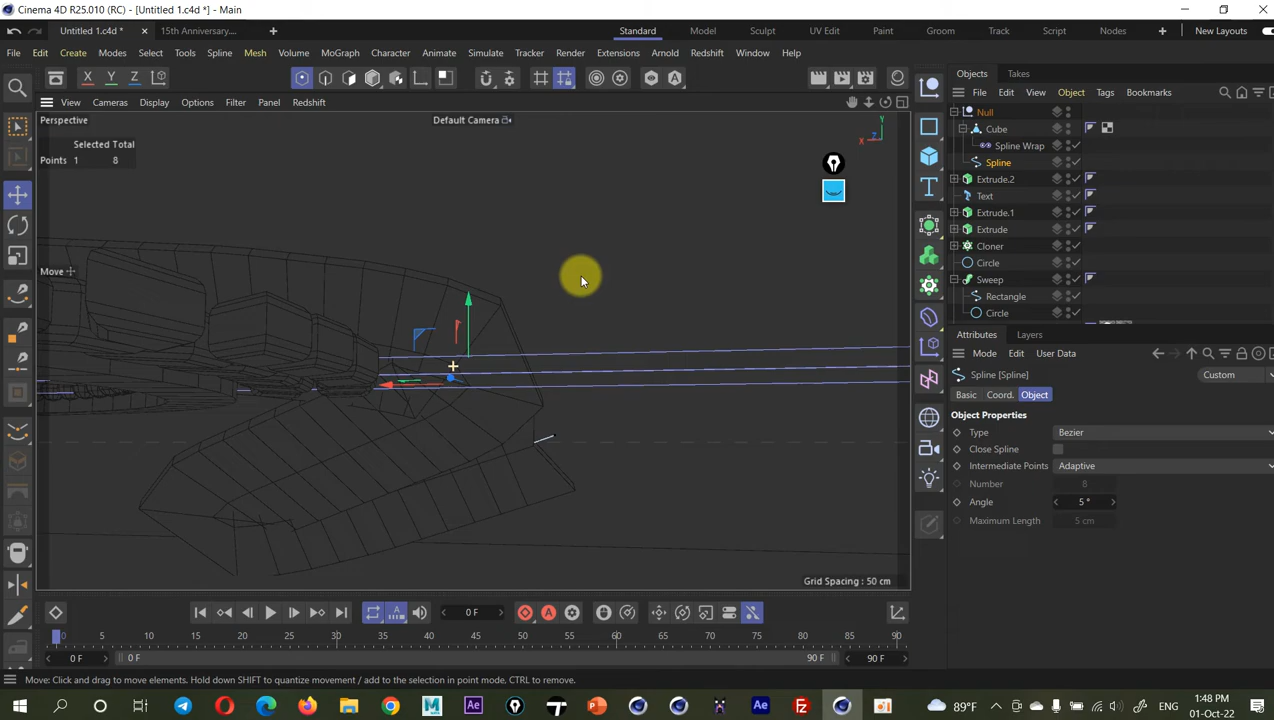 Cinema 4D R25.010 (RC) - [Untitled 1.c4d *] - Main
Untitled 1.c4d *
15th Anniversary....
Standard
Model
Sculpt
UV Edit
Paint
Groom
Track
Script
Nodes
New Layouts
File
Edit
Create
Modes
Select
Tools
Spline
Mesh
Volume
MoGraph
Character
Animate
Simulate
Tracker
Render
Extensions
Arnold
Redshift
Window
Help
X
Y
Z
Objects
Takes
View
Cameras
Display
Options
Filter
Panel
Redshift
File
Edit
View
Object
Tags
Bookmarks
Perspective
Default Camera
Y
X
Z
Selected Total
Points 1 8
Move
Null
Cube
Spline Wrap
Spline
Extrude.2
Text
Extrude.1
Extrude
Cloner
Circle
Sweep
Rectangle
Circle
Attributes
Layers
Mode
Edit
User Data
Spline [Spline]
Custom
Basic
Coord.
Object
Object Properties
Type
Bezier
Close Spline
Intermediate Points
Adaptive
Number
8
Angle
5 °
Maximum Length
5 cm
Grid Spacing : 50 cm
0 F
0 5 10 15 20 25 30 35 40 45 50 55 60 65 70 75 80 85 90
0 F
0 F
90 F
90 F
Move: Click and drag to move elements. Hold down SHIFT to quantize movement / add to the selection in point mode, CTRL to remove.
89°F
ENG
1:48 PM
01-Oct-22